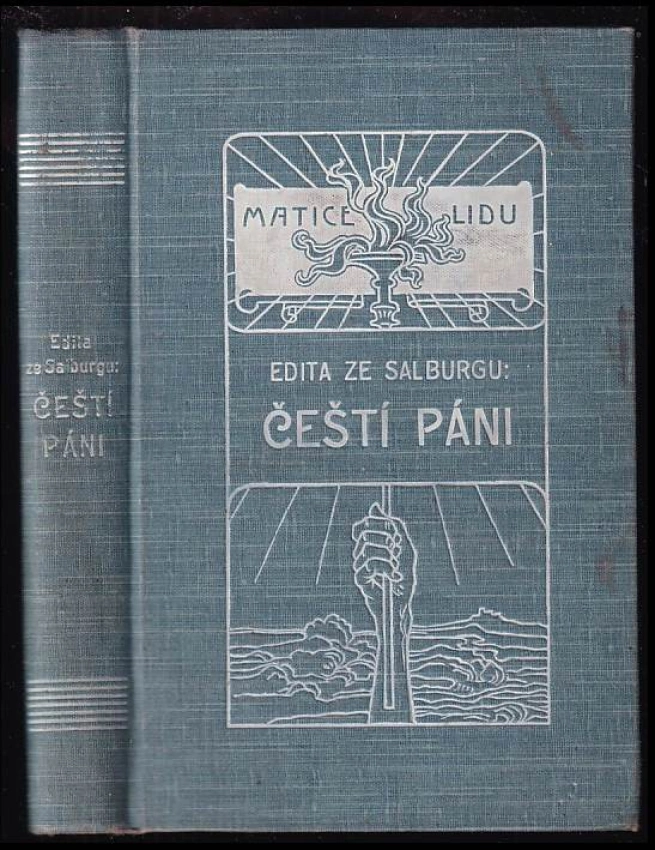 Edita
ze Salburgu:
ČEŠTÍ
PÁNI
MATICE LIDU
EDITA ZE SALBURGU:
ČEŠTÍ PÁNI